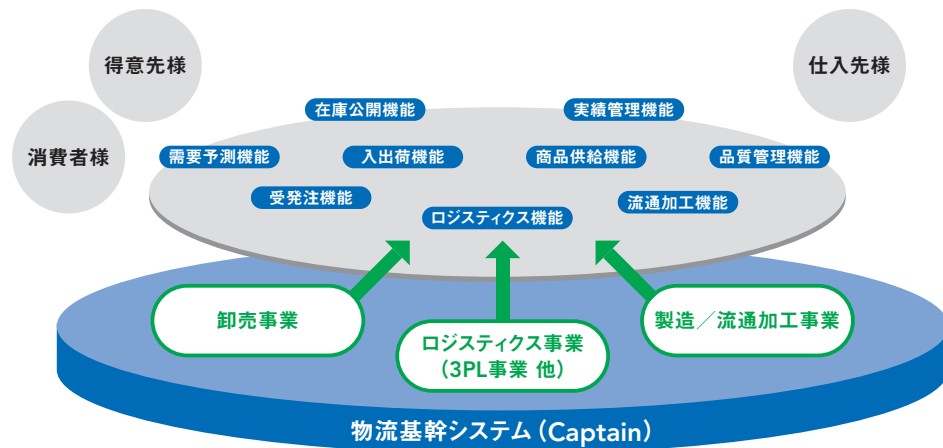 得意先様
仕入先様
消費者様
在庫公開機能
実績管理機能
需要予測機能
入出荷機能
商品供給機能
品質管理機能
受発注機能
流通加工機能
ロジスティクス機能
卸売事業
ロジスティクス事業
（3PL事業 他）
製造／流通加工事業
物流基幹システム（Captain）